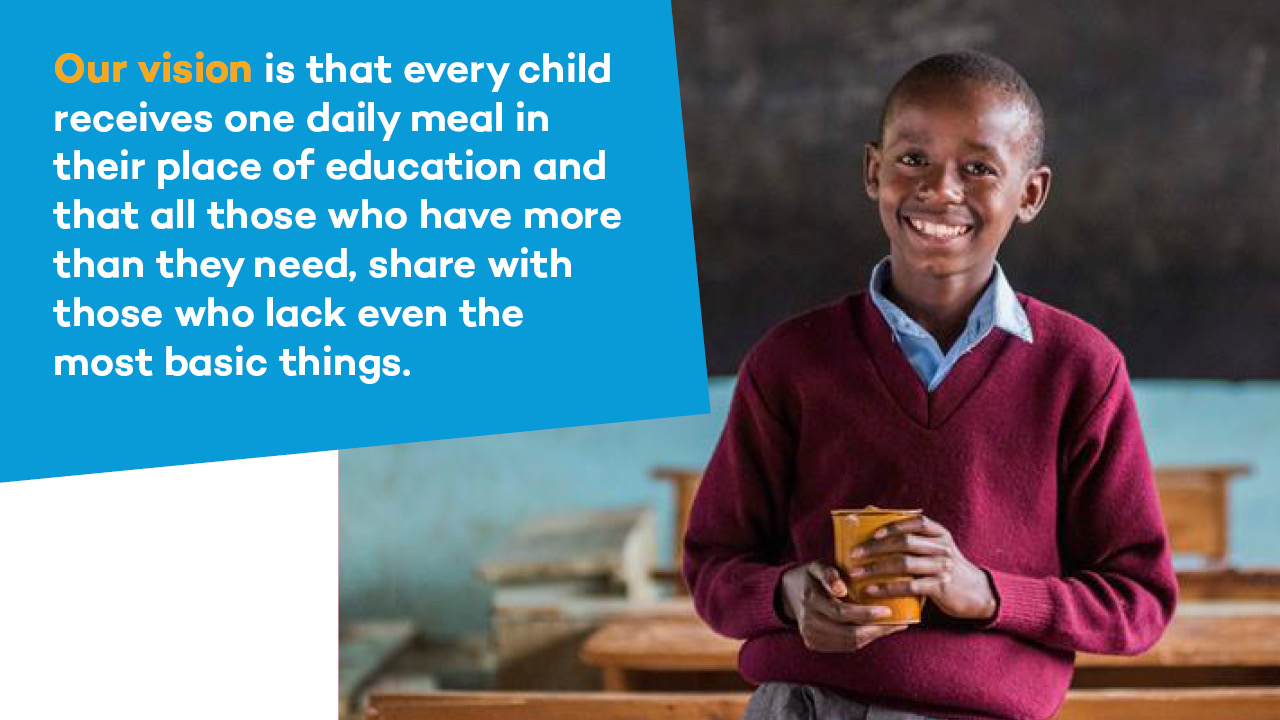 Our vision is that every child
receives one daily meal in
their place of education and
that all those who have more
than they need, share with
those who lack even the
most basic things.